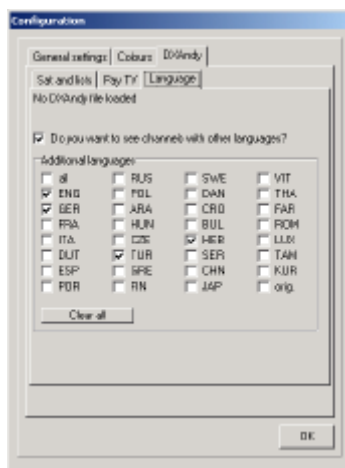 Configuration
General settings Colours DXAndy
Sat and lists Pay TV Language
No DXAndy file loaded
Do you want to see channels with other languages?
Additional languages
all RUS SWE VIT
ENG POL DAN THA
GER ARA CRO FAR
FRA HUN BUL ROM
ITA CZE HEB LUX
DUT TUR SER TAM
ESP GRE CHN KUR
POR FIN JAP orig.
Clear all
OK